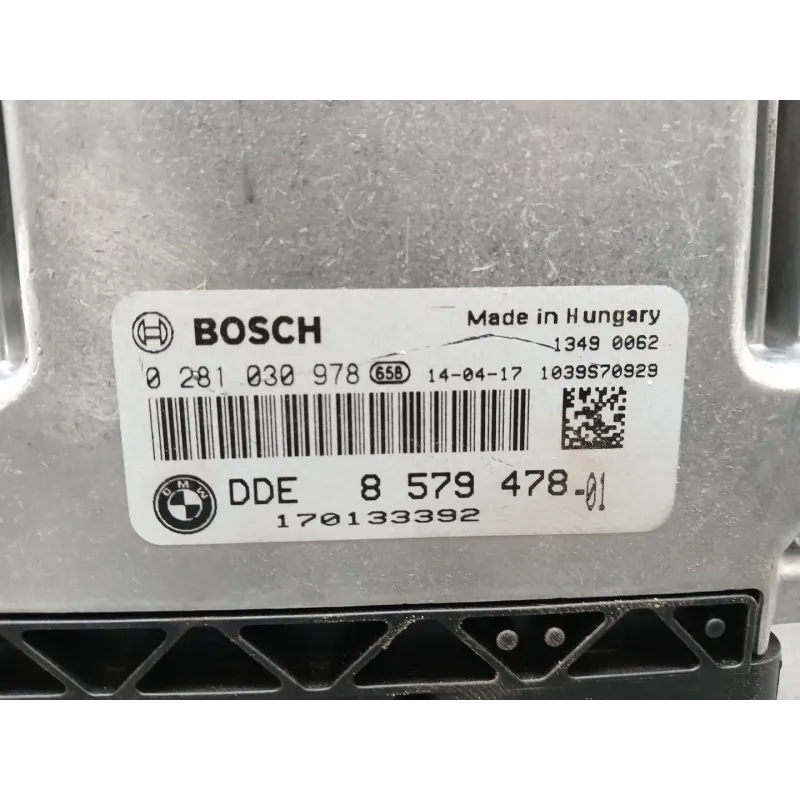 BOSCH
Made in Hungary
1349 0062
0 281 030 978 658 14-04-17 1039S70929
BMW
DDE 8 579 478-01
170133392